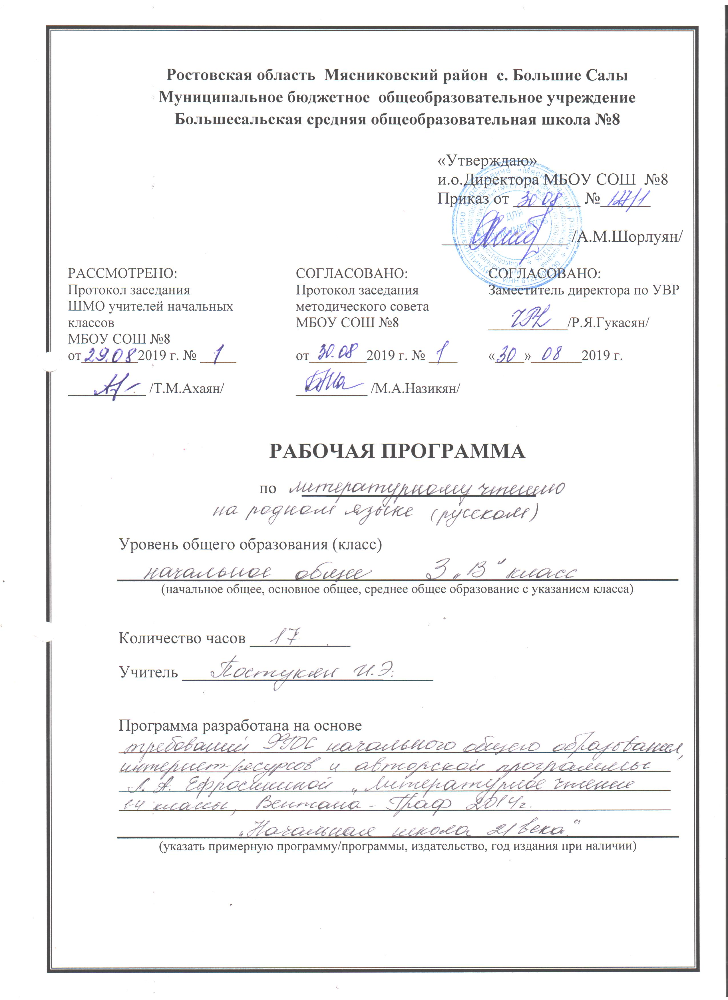 Ростовская область  Мясниковский район  с. Большие Салы
Муниципальное бюджетное  общеобразовательное учреждение
Большесальская средняя общеобразовательная школа №8
«Утверждаю»
и.о.Директора МБОУ СОШ  №8
Приказ от 30.08 № 127/1
ДЛЯ
ДОКУМЕНТОВ
/А.М.Шорлуян/
РАССМОТРЕНО:
Протокол заседания
ШМО учителей начальных
классов
МБОУ СОШ №8
от 29.08 2019 г. № 1
/Т.М.Ахаян/
СОГЛАСОВАНО:
Протокол заседания
методического совета
МБОУ СОШ №8
от 30.08 2019 г. № 1
/М.А.Назикян/
СОГЛАСОВАНО:
Заместитель директора по УВР
/Р.Я.Гукасян/
«30» 08 2019 г.
РАБОЧАЯ ПРОГРАММА
по литературному чтению
на родном языке (русском)
Уровень общего образования (класс)
начальное общее 3 „В“ класс
(начальное общее, основное общее, среднее общее образование с указанием класса)
Количество часов 17
Учитель Постукян И.Э.
Программа разработана на основе
требований ФГОС начального общего образования,
интернет-ресурсов и авторской программы
Л.А. Ефросининой „Литературное чтение
1-4 классы, Вентана - Граф 2014г.
„Начальная школа 21 века“
(указать примерную программу/программы, издательство, год издания при наличии)